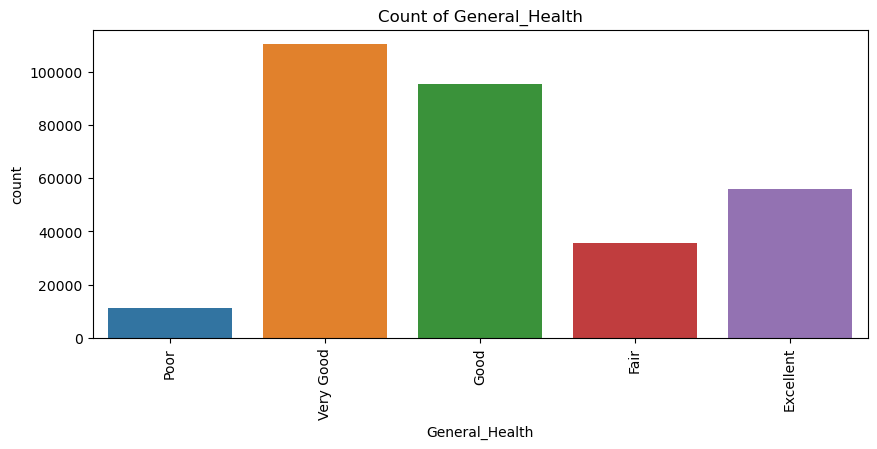 Count of General_Health
count
100000
80000
60000
40000
20000
0
Poor
Very Good
Good
Fair
Excellent
General_Health